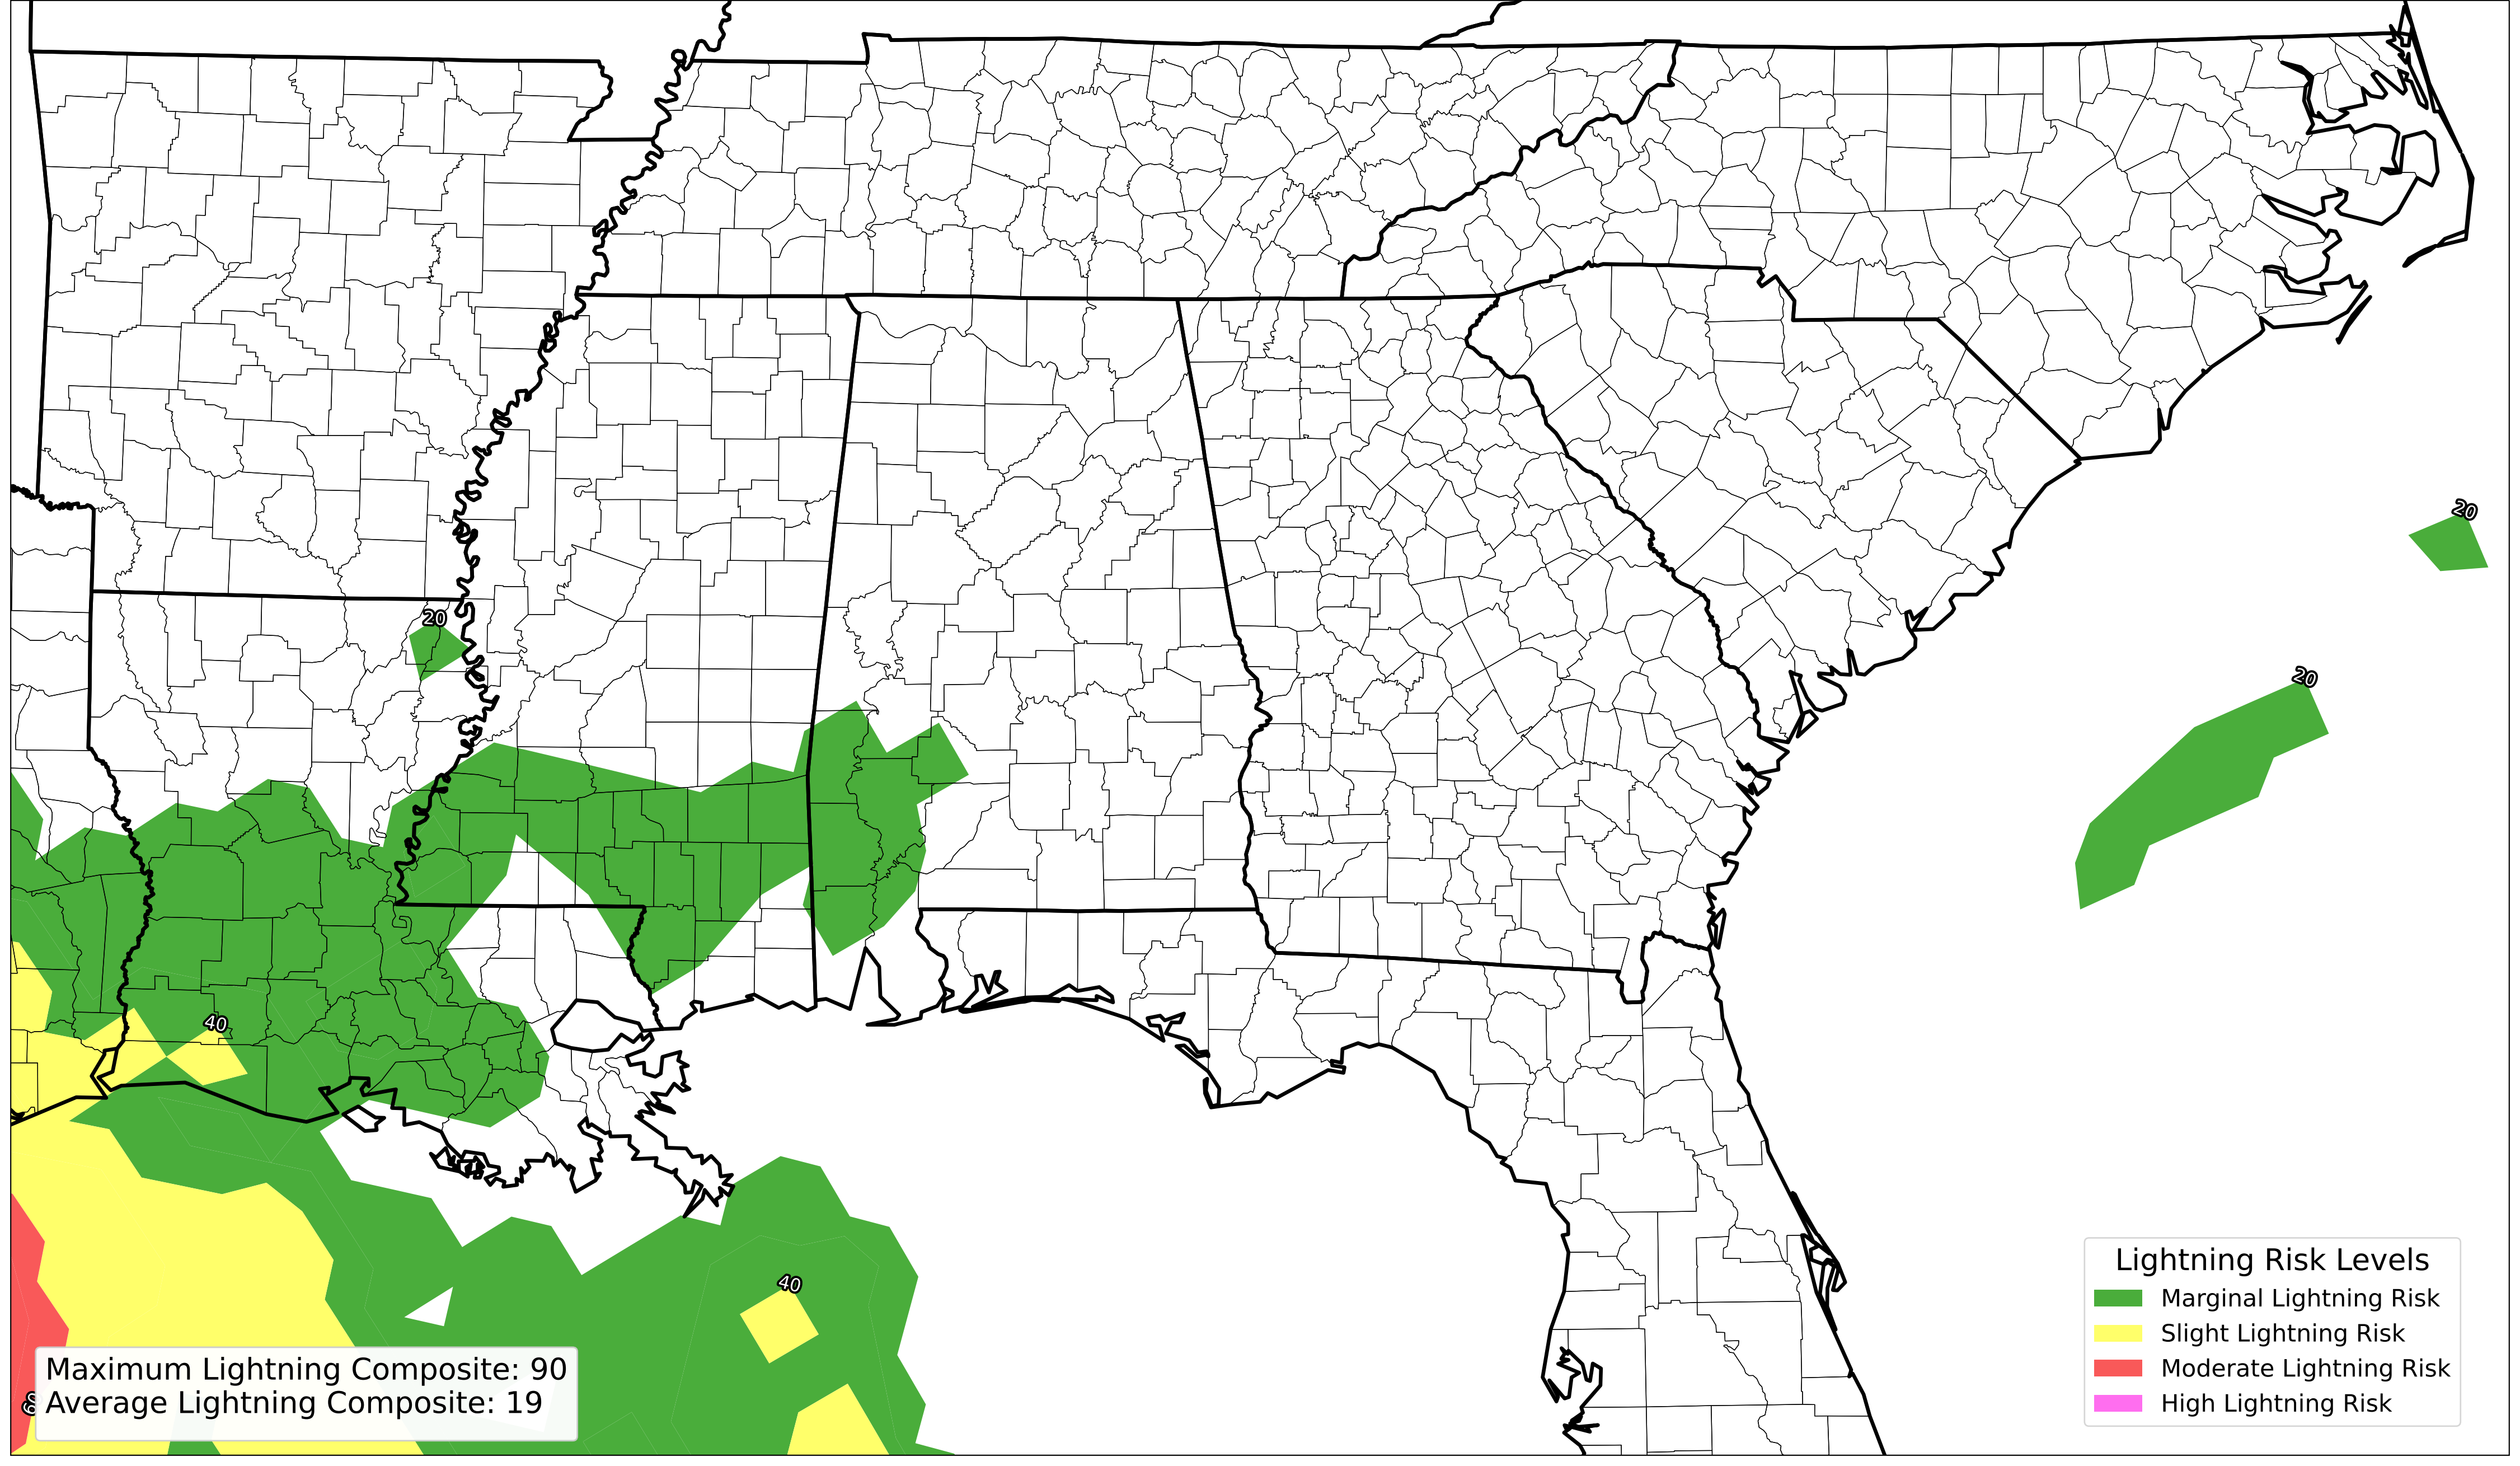 20
20
20
40
40
Lightning Risk Levels
Marginal Lightning Risk
Slight Lightning Risk
Moderate Lightning Risk
High Lightning Risk
Maximum Lightning Composite: 90
Average Lightning Composite: 19